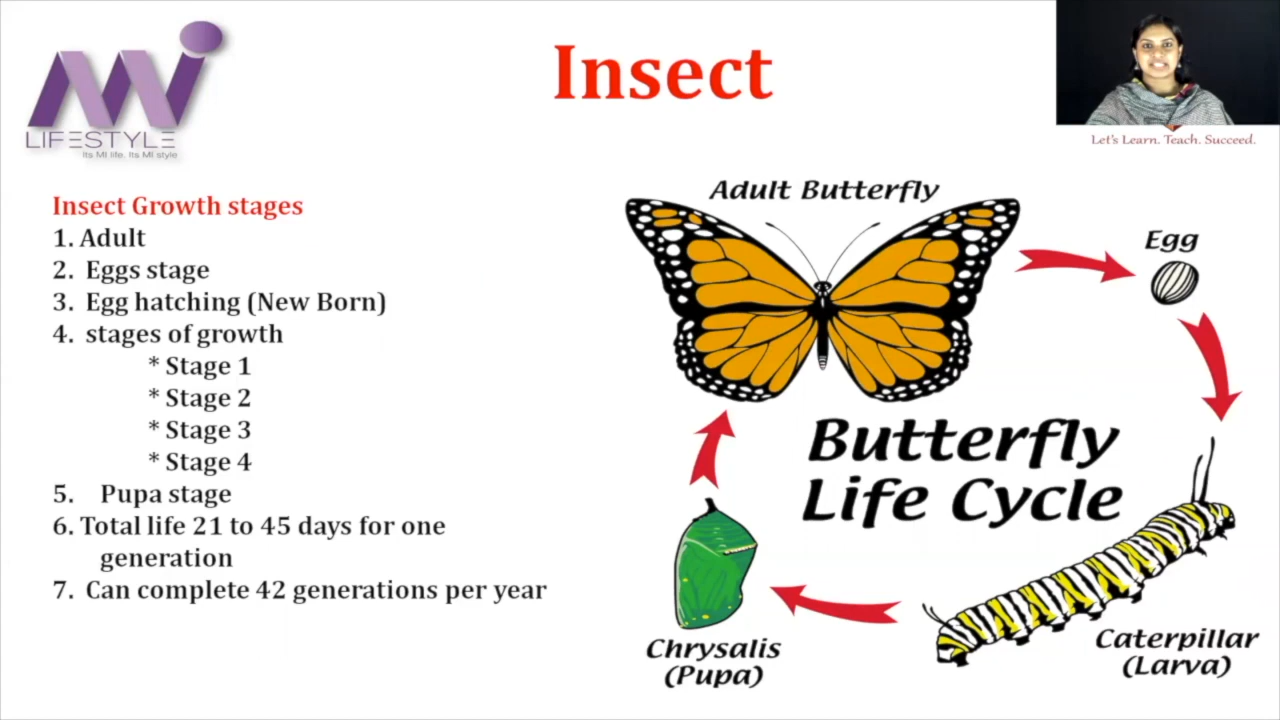 Insect
LIFESTYLE
Its MI life. Its MI style
Let's Learn. Teach. Succeed.
Insect Growth stages
1. Adult
2. Eggs stage
3. Egg hatching (New Born)
4. stages of growth
* Stage 1
* Stage 2
* Stage 3
* Stage 4
5. Pupa stage
6. Total life 21 to 45 days for one
generation
7. Can complete 42 generations per year
Adult Butterfly
Egg
Butterfly
Life Cycle
Chrysalis
(Pupa)
Caterpillar
(Larva)